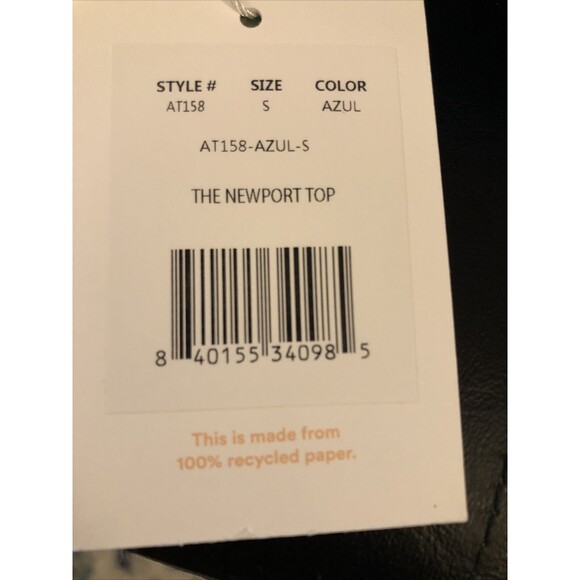 STYLE # SIZE COLOR
AT158 S AZUL
AT158-AZUL-S
THE NEWPORT TOP
8 40155 34098 5
This is made from
100% recycled paper.